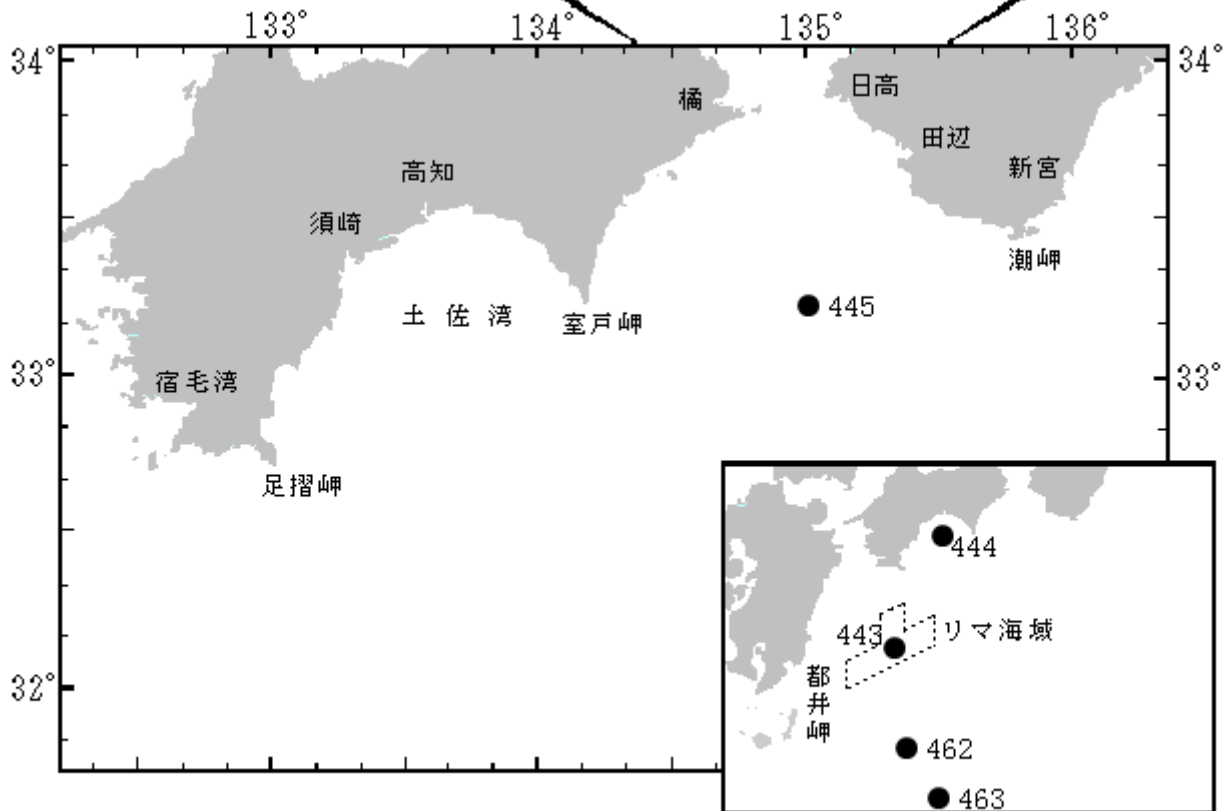 133° 134° 135° 136°
34° 34°
橘 日高
田辺
高知 新宮
須崎
潮岬
445
土佐湾 室戸岬
33° 33°
宿毛湾
足摺岬
444
443 リマ海域
32°
都井岬
462
463